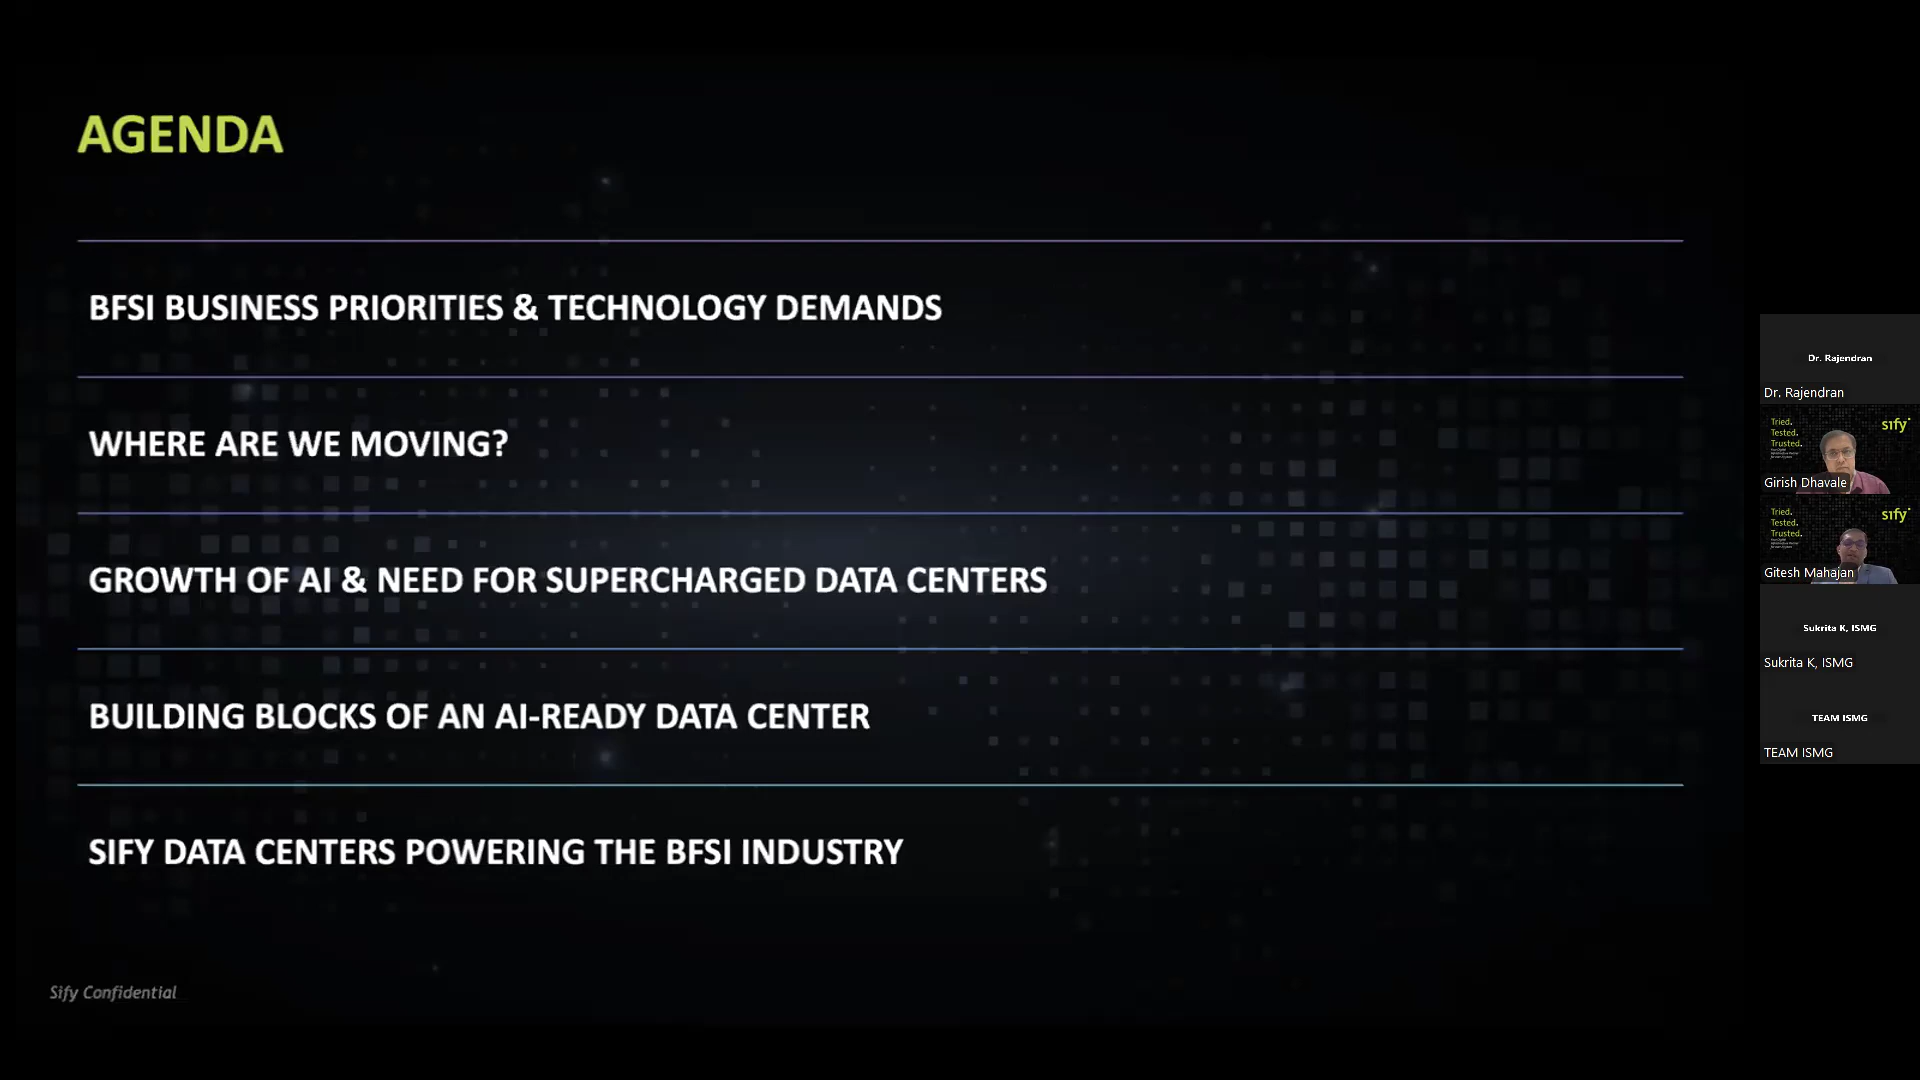 AGENDA
BFSI BUSINESS PRIORITIES & TECHNOLOGY DEMANDS
WHERE ARE WE MOVING?
GROWTH OF AI & NEED FOR SUPERCHARGED DATA CENTERS
BUILDING BLOCKS OF AN AI-READY DATA CENTER
SIFY DATA CENTERS POWERING THE BFSI INDUSTRY
Sify Confidential
Dr. Rajendran
Dr. Rajendran
Tried.
Tested.
Trusted.
sify
Girish Dhavale
Tried.
Tested.
Trusted.
sify
Gitesh Mahajan
Sukrita K, ISMG
Sukrita K, ISMG
TEAM ISMG
TEAM ISMG